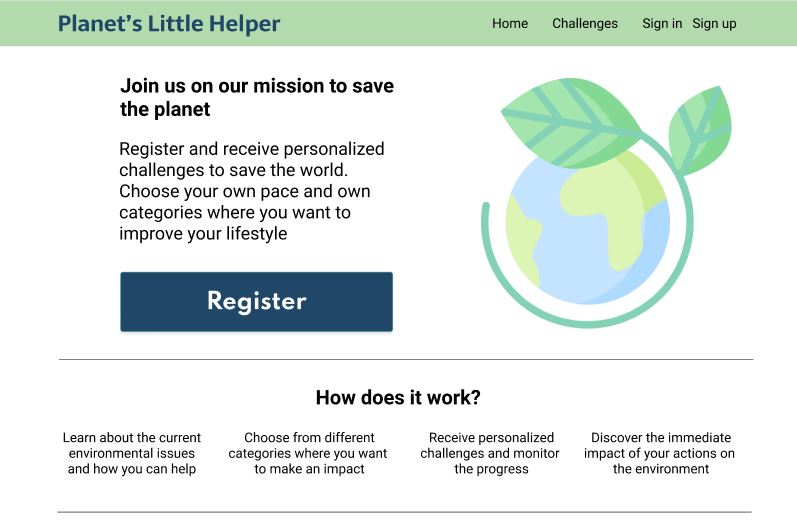 Planet's Little Helper
Home Challenges Sign in Sign up
Join us on our mission to save
the planet
Register and receive personalized
challenges to save the world.
Choose your own pace and own
categories where you want to
improve your lifestyle
Register
How does it work?
Learn about the current
environmental issues
and how you can help
Choose from different
categories where you want
to make an impact
Receive personalized
challenges and monitor
the progress
Discover the immediate
impact of your actions on
the environment